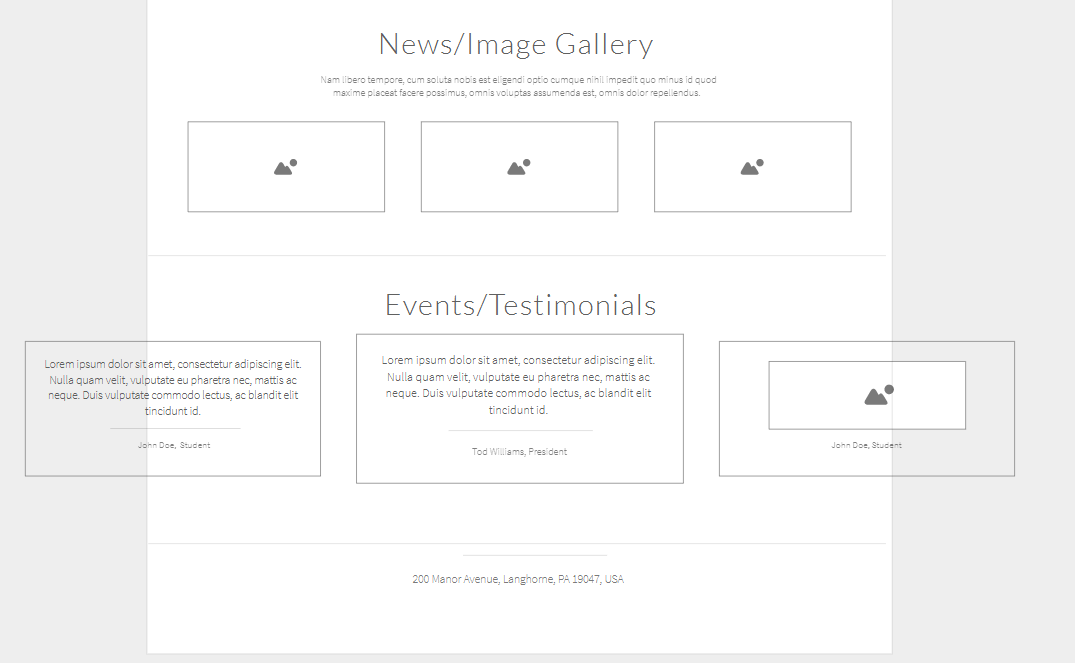 News/Image Gallery
Nam libero tempore, cum soluta nobis est eligendi optio cumque nihil impedit quo minus id quod
maxime placeat facere possimus, omnis voluptas assumenda est, omnis dolor repellendus.
Events/Testimonials
Lorem ipsum dolor sit amet, consectetur adipiscing elit.
Nulla quam velit, vulputate eu pharetra nec, mattis ac
neque. Duis vulputate commodo lectus, ac blandit elit
tincidunt id.
John Doe, Student
Lorem ipsum dolor sit amet, consectetur adipiscing elit.
Nulla quam velit, vulputate eu pharetra nec, mattis ac
neque. Duis vulputate commodo lectus, ac blandit elit
tincidunt id.
Tod Williams, President
John Doe, Student
200 Manor Avenue, Langhorne, PA 19047, USA